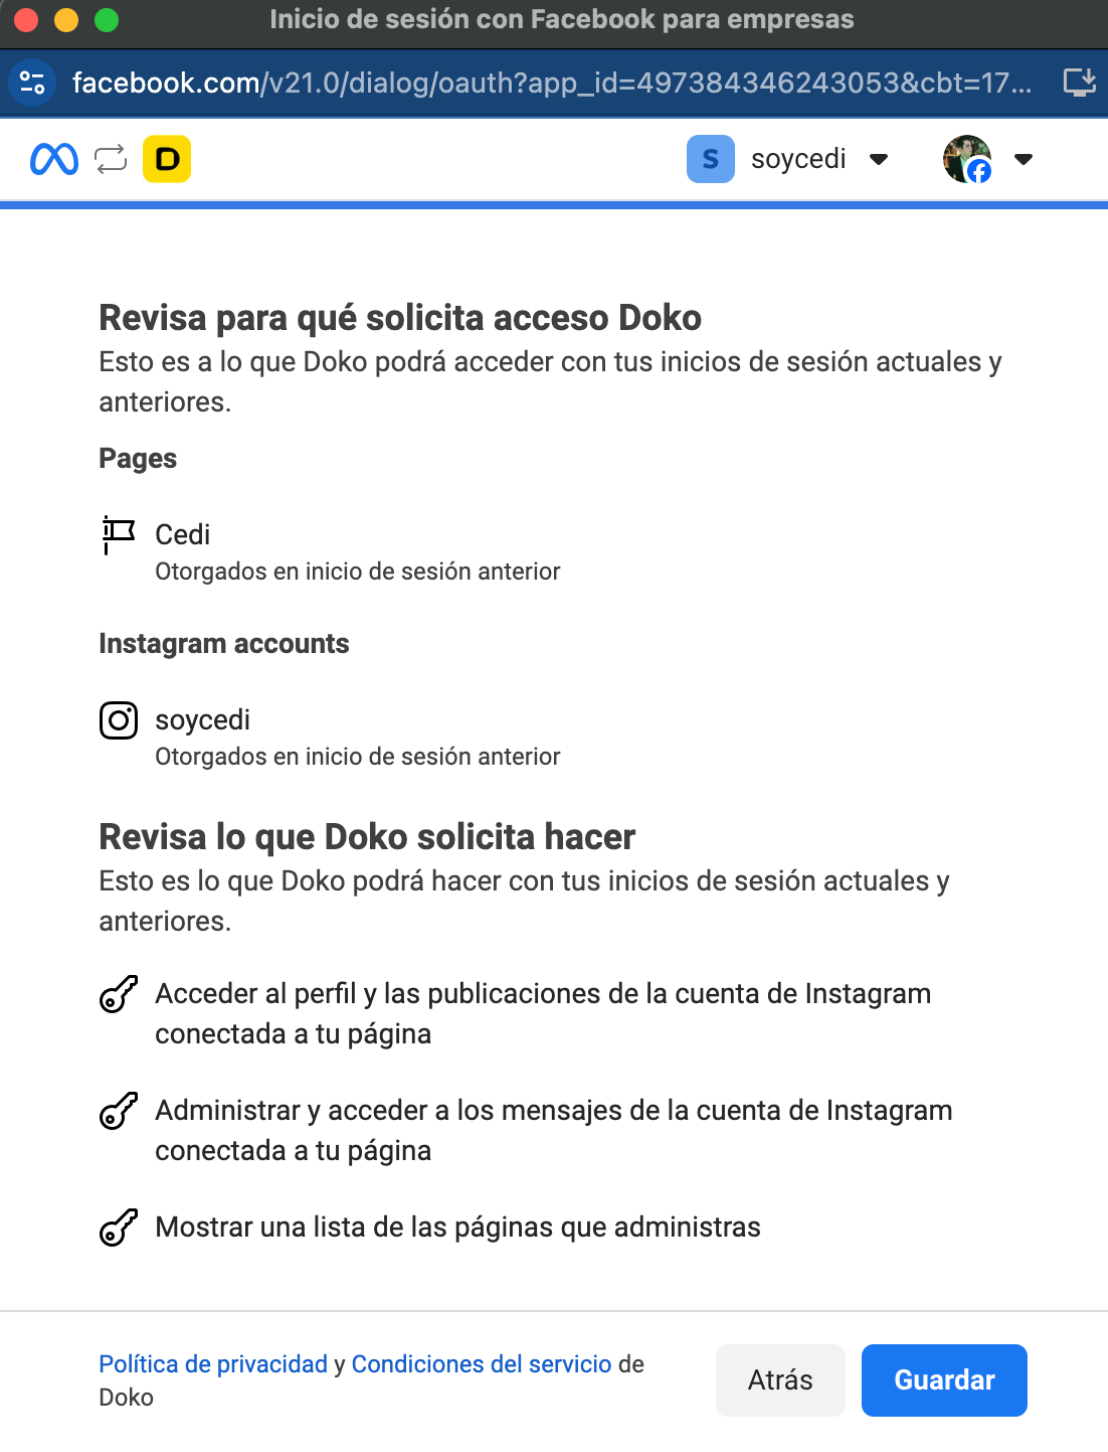 Inicio de sesión con Facebook para empresas
facebook.com/v21.0/dialog/oauth?app_id=497384346243053&cbt=17...
D
S soycedi
Revisa para qué solicita acceso Doko
Esto es a lo que Doko podrá acceder con tus inicios de sesión actuales y
anteriores.
Pages
Cedi
Otorgados en inicio de sesión anterior
Instagram accounts
soycedi
Otorgados en inicio de sesión anterior
Revisa lo que Doko solicita hacer
Esto es lo que Doko podrá hacer con tus inicios de sesión actuales y
anteriores.
Acceder al perfil y las publicaciones de la cuenta de Instagram
conectada a tu página
Administrar y acceder a los mensajes de la cuenta de Instagram
conectada a tu página
Mostrar una lista de las páginas que administras
Política de privacidad y Condiciones del servicio de
Doko
Atrás
Guardar